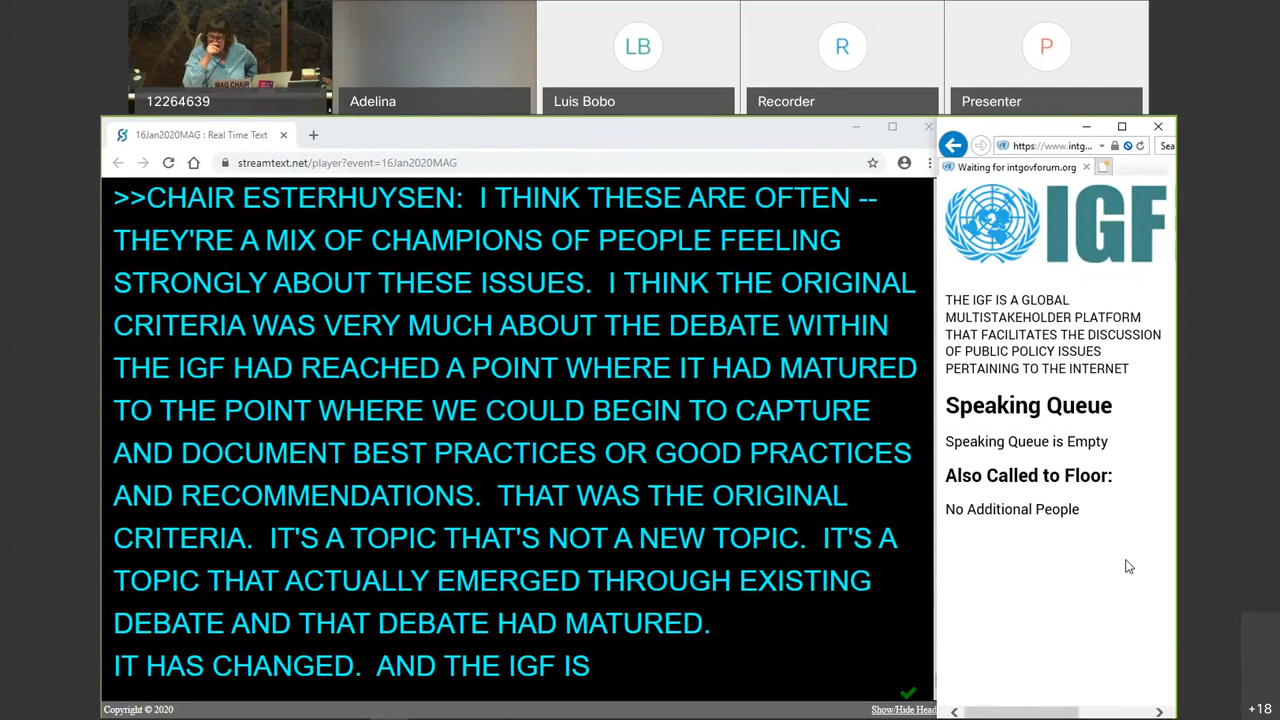 MAG CHAIR
LB
R
P
12264639
Adelina
Luis Bobo
Recorder
Presenter
16Jan2020MAG : Real Time Text
streamtext.net/player?event=16Jan2020MAG
>>CHAIR ESTERHUYSEN:  I THINK THESE ARE OFTEN --
THEY'RE A MIX OF CHAMPIONS OF PEOPLE FEELING
STRONGLY ABOUT THESE ISSUES.  I THINK THE ORIGINAL
CRITERIA WAS VERY MUCH ABOUT THE DEBATE WITHIN
THE IGF HAD REACHED A POINT WHERE IT HAD MATURED
TO THE POINT WHERE WE COULD BEGIN TO CAPTURE
AND DOCUMENT BEST PRACTICES OR GOOD PRACTICES
AND RECOMMENDATIONS.  THAT WAS THE ORIGINAL
CRITERIA.  IT'S A TOPIC THAT'S NOT A NEW TOPIC.  IT'S A
TOPIC THAT ACTUALLY EMERGED THROUGH EXISTING
DEBATE AND THAT DEBATE HAD MATURED.
IT HAS CHANGED.  AND THE IGF IS
Copyright © 2020
Show/Hide Head
https://www.intg...
Sea
Waiting for intgovforum.org
IGF
THE IGF IS A GLOBAL
MULTISTAKEHOLDER PLATFORM
THAT FACILITATES THE DISCUSSION
OF PUBLIC POLICY ISSUES
PERTAINING TO THE INTERNET
Speaking Queue
Speaking Queue is Empty
Also Called to Floor:
No Additional People
+18